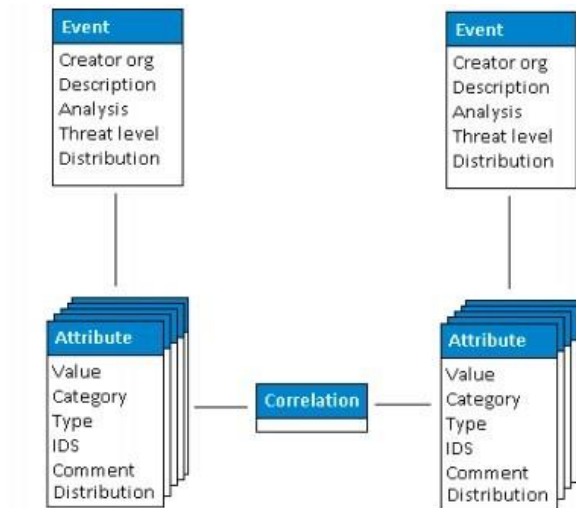 Event
Creator org
Description
Analysis
Threat level
Distribution
Event
Creator org
Description
Analysis
Threat level
Distribution
Attribute
Value
Category
Type
IDS
Comment
Distribution
Correlation
Attribute
Value
Category
Type
IDS
Comment
Distribution